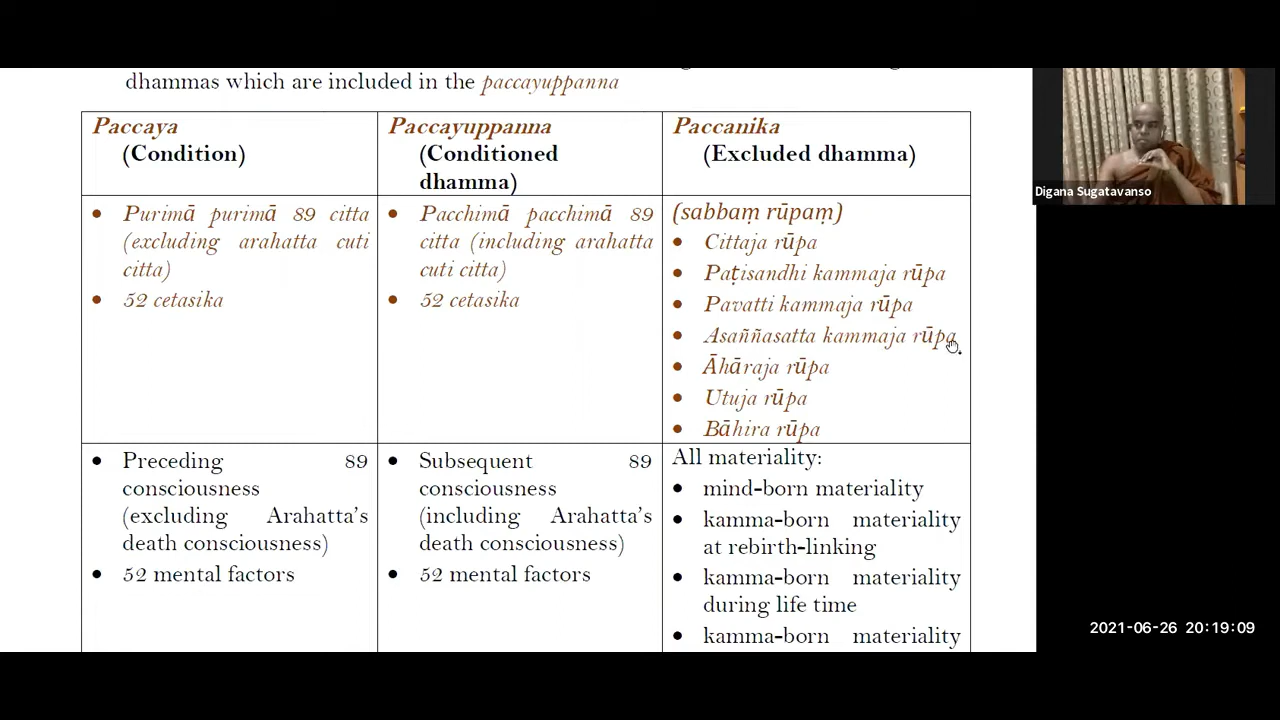 dhammas which are included in the paccayuppanna
Paccaya
(Condition)
Paccayuppanna
(Conditioned
dhamma)
Paccanika
(Excluded dhamma)
• Purimā purimā 89 citta
(excluding arahatta cuti
citta)
• 52 cetasika
• Pacchimā pacchimā 89
citta (including arahatta
cuti citta)
• 52 cetasika
(sabbaṃ rūpaṃ)
• Cittaja rūpa
• Paṭisandhi kammaja rūpa
• Pavatti kammaja rūpa
• Asaññasatta kammaja rūpa
• Āhāraja rūpa
• Utuja rūpa
• Bāhira rūpa
• Preceding 89
consciousness
(excluding Arahatta's
death consciousness)
• 52 mental factors
• Subsequent 89
consciousness
(including Arahatta's
death consciousness)
• 52 mental factors
All materiality:
• mind-born materiality
• kamma-born materiality
at rebirth-linking
• kamma-born materiality
during life time
• kamma-born materiality
Digana Sugatavanso
2021-06-26 20:19:09